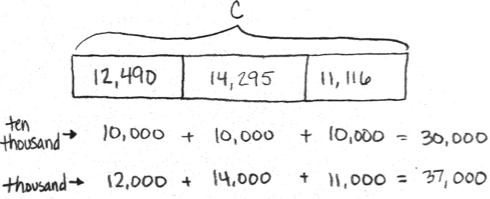 C
12,490 14,295 11,116
ten
thousand → 10,000 + 10,000 + 10,000 = 30,000
thousand → 12,000 + 14,000 + 11,000 = 37,000